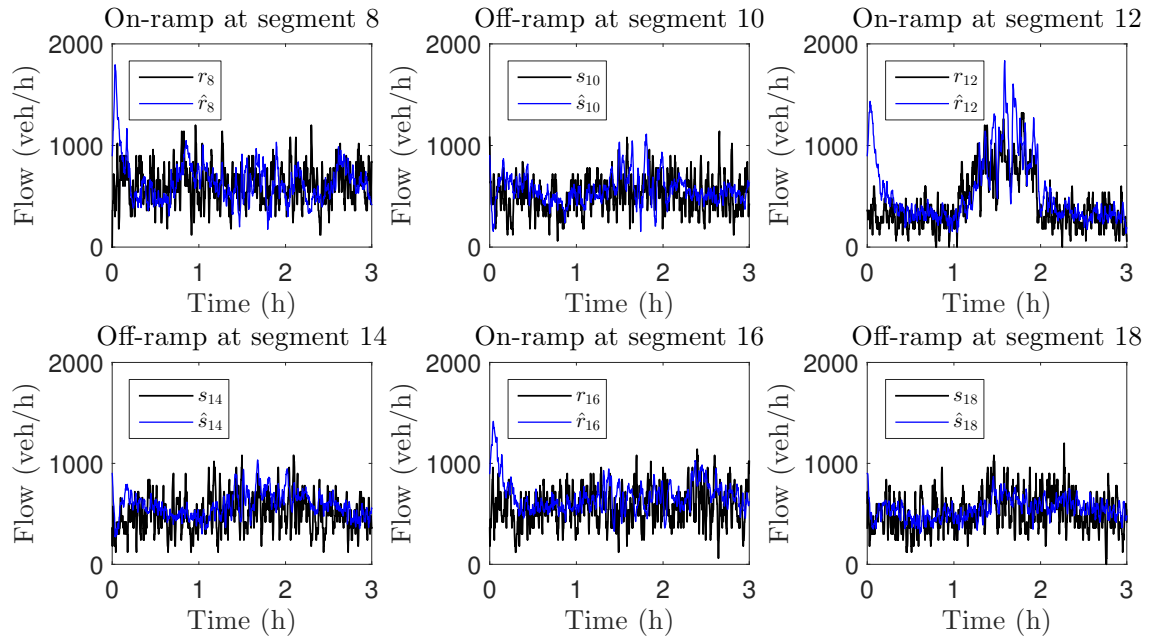 On-ramp at segment 8
Off-ramp at segment 10
On-ramp at segment 12
2000
1000
0
Flow (veh/h)
r₈
r̂₈
0 1 2 3
Time (h)
2000
1000
0
Flow (veh/h)
s₁₀
ŝ₁₀
0 1 2 3
Time (h)
2000
1000
0
Flow (veh/h)
r₁₂
r̂₁₂
0 1 2 3
Time (h)
Off-ramp at segment 14
On-ramp at segment 16
Off-ramp at segment 18
2000
1000
0
Flow (veh/h)
s₁₄
ŝ₁₄
0 1 2 3
Time (h)
2000
1000
0
Flow (veh/h)
r₁₆
r̂₁₆
0 1 2 3
Time (h)
2000
1000
0
Flow (veh/h)
s₁₈
ŝ₁₈
0 1 2 3
Time (h)